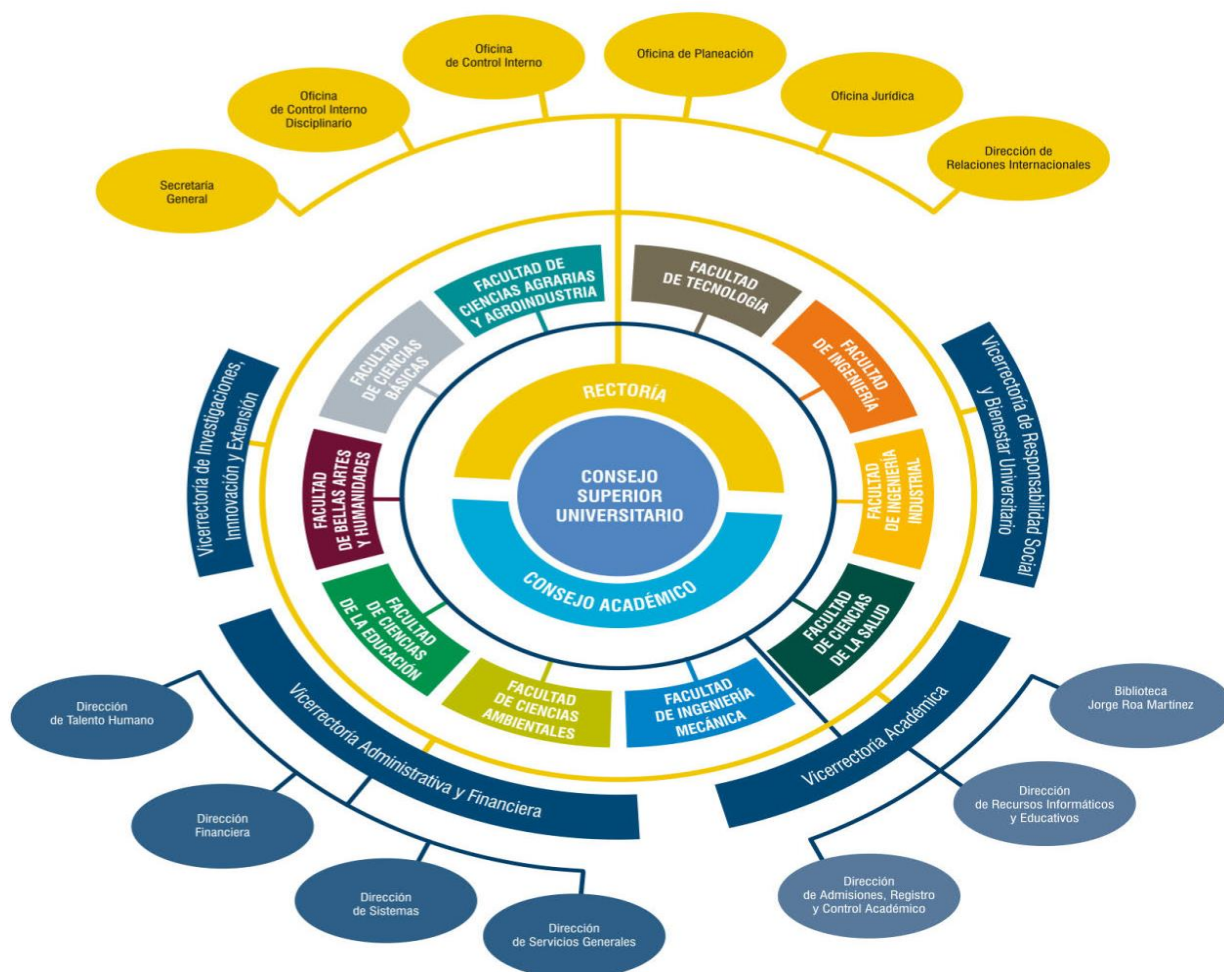 Oficina
de Control Interno
Oficina de Planeación
Oficina
de Control Interno
Disciplinario
Oficina Jurídica
Secretaría
General
Dirección de
Relaciones Internacionales
FACULTAD DE
CIENCIAS AGRARIAS
Y AGROINDUSTRIA
FACULTAD
DE TECNOLOGÍA
FACULTAD
DE CIENCIAS
BÁSICAS
FACULTAD
DE INGENIERÍA
Vicerrectoría de Investigaciones,
Innnovación y Extensión
FACULTAD
DE BELLAS ARTES
Y HUMANIDADES
RECTORÍA
CONSEJO
SUPERIOR
UNIVERSITARIO
CONSEJO ACADÉMICO
FACULTAD
DE INGENIERÍA
INDUSTRIAL
Vicerrectoría de Responsabilidad Social
y Bienestar Universitario
FACULTAD
DE CIENCIAS
DE LA EDUCACIÓN
FACULTAD
DE CIENCIAS
AMBIENTALES
FACULTAD
DE INGENIERÍA
MECÁNICA
FACULTAD
DE CIENCIAS
DE LA SALUD
Vicerrectoría Administrativa y Financiera
Vicerrectoría Académica
Dirección
de Talento Humano
Dirección
Financiera
Dirección
de Sistemas
Dirección
de Servicios Generales
Biblioteca
Jorge Roa Martínez
Dirección
de Recursos Informáticos
y Educativos
Dirección
de Admisiones, Registro
y Control Académico